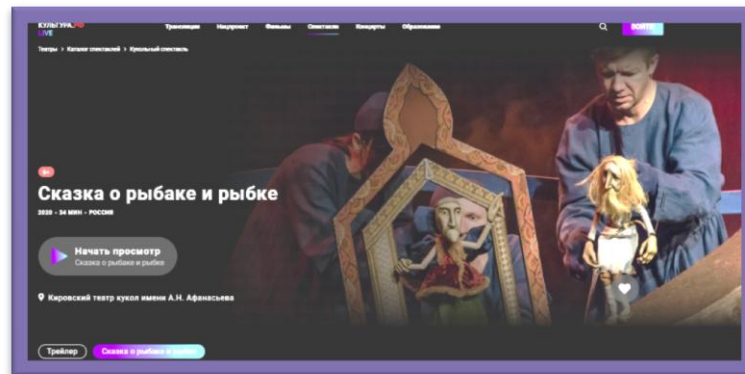 КУЛЬТУРА.РФ
LIVE
Трансляции Нацпроект Фильмы Спектакли Концерты Образование
ВОЙТИ
Театры > Каталог спектаклей > Кукольный спектакль
6+
Сказка о рыбаке и рыбке
2020 • 34 МИН • РОССИЯ
Начать просмотр
Сказка о рыбаке и рыбке
Кировский театр кукол имени А.Н. Афанасьева
Трейлер Сказка о рыбаке и рыбке